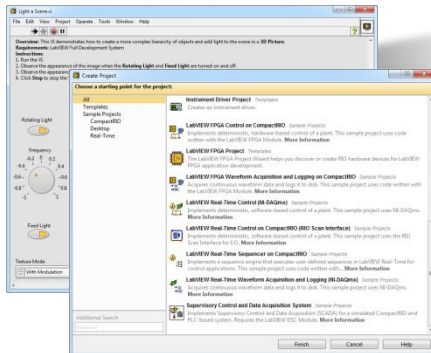 Light a Scene.vi
File Edit View Project Operate Tools Window Help
Overview: This VI demonstrates how to create a more complex hierarchy of objects and add light to the scene in a 3D Picture.
Requirements: LabVIEW Full Development System
Instructions:
1. Run the VI.
2. Observe the appearance of the image when the Rotating Light and Fixed Light are turned on and off.
3. Observe the appearance
4. Click Stop to stop the
Rotating Light
Frequency
Fixed Light
Texture Mode
With Modulation
Create Project
Choose a starting point for the project:
All
Templates
Sample Projects
CompactRIO
Desktop
Real-Time
Additional Search
Keyword
Instrument Driver Project Templates
Creates an instrument driver.
LabVIEW FPGA Control on CompactRIO Sample Projects
Implements deterministic, hardware-based control of a plant. This sample project uses code
written with the LabVIEW FPGA Module. More Information
LabVIEW FPGA Project Templates
The LabVIEW FPGA Project Wizard helps you discover or create RIO hardware devices for LabVIEW
FPGA application development.
LabVIEW FPGA Waveform Acquisition and Logging on CompactRIO Sample Projects
Acquires continuous waveform data and logs it to disk. This sample project uses code written with
the LabVIEW FPGA Module. More Information
LabVIEW Real-Time Control (NI-DAQmx) Sample Projects
Implements deterministic, software-based control of a plant. This sample project uses NI-DAQmx.
More Information
LabVIEW Real-Time Control on CompactRIO (RIO Scan Interface) Sample Projects
Implements deterministic, software-based control of a plant. This sample project uses the RIO
Scan Interface for I/O. More Information
LabVIEW Real-Time Sequencer on CompactRIO Sample Projects
Implements a sequence engine that executes user-defined sequences in LabVIEW Real-Time for
control applications. This sample project uses code written with... More Information
LabVIEW Real-Time Waveform Acquisition and Logging (NI-DAQmx) Sample Projects
Acquires continuous waveform data and logs it to disk. This sample project uses NI-DAQmx.
More Information
Supervisory Control and Data Acquisition System Sample Projects
Implements Supervisory Control and Data Acquisition (SCADA) for a simulated CompactRIO and
PLC-based system. Requires the LabVIEW DSC Module. More Information
Finish Cancel Help